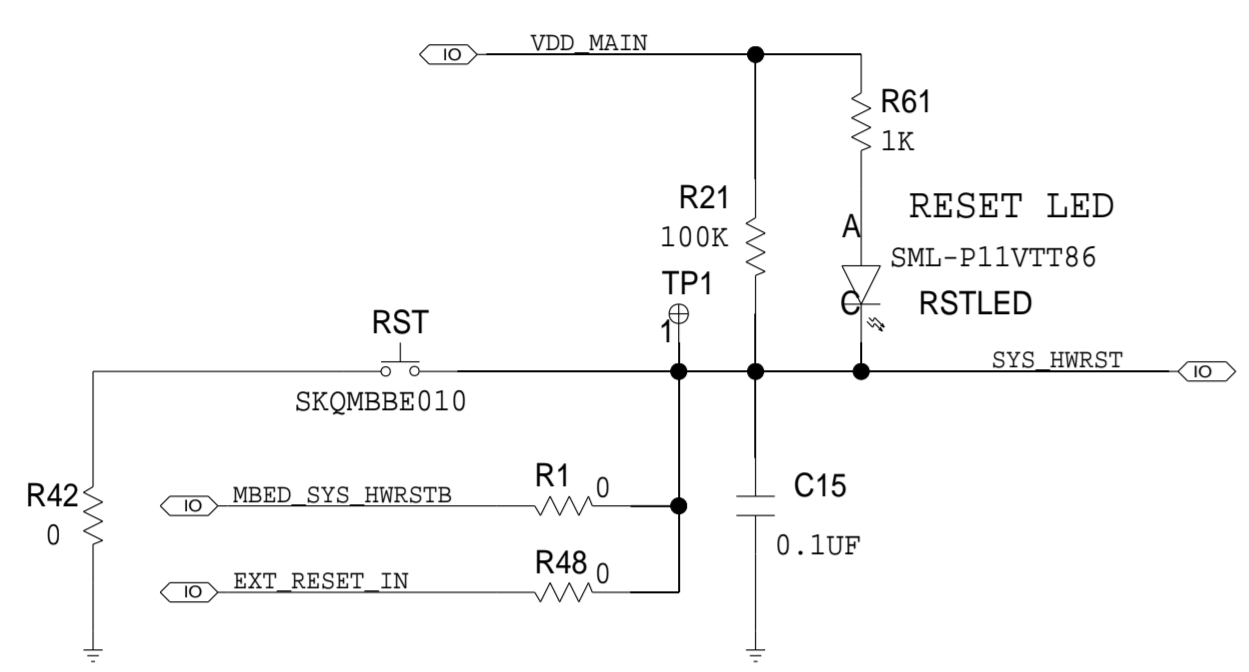 IO VDD_MAIN
R61
1K
R21
100K
RESET LED
A
SML-P11VTT86
TP1
C RSTLED
1
RST
SYS_HWRST IO
SKQMBBE010
R1 0
R42
0
IO MBED_SYS_HWRSTB
C15
0.1UF
R48 0
IO EXT_RESET_IN